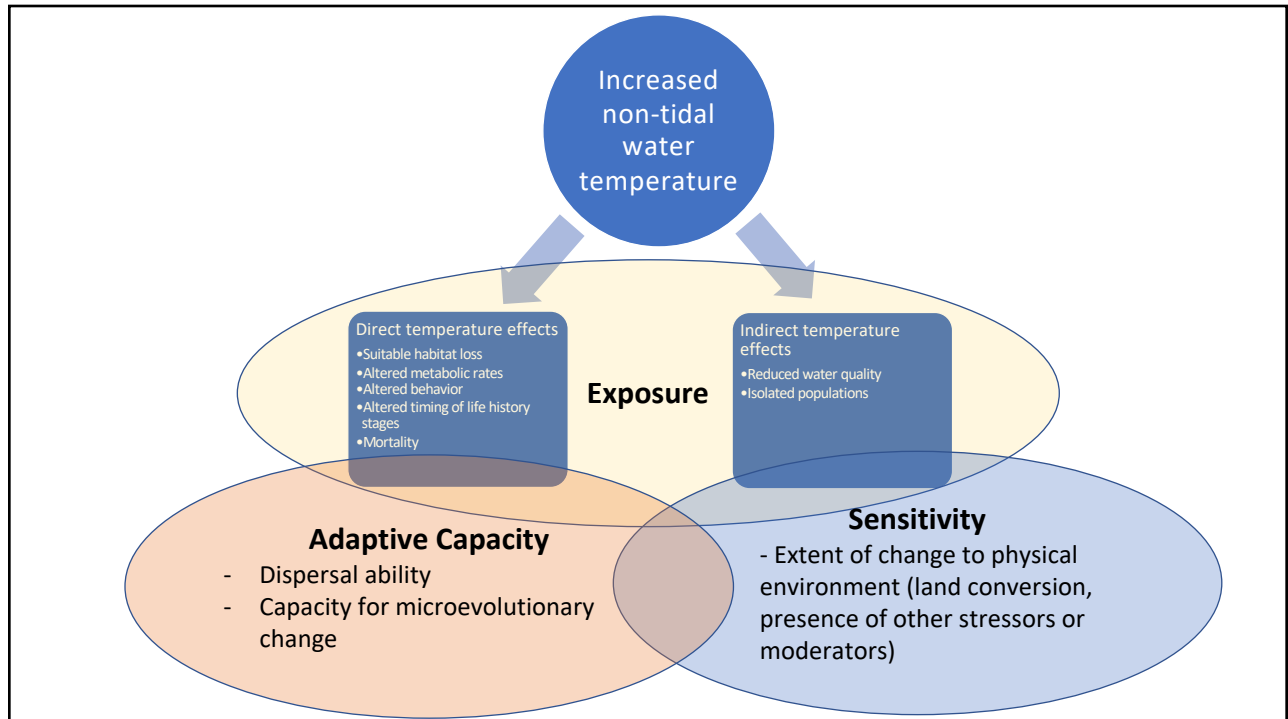 Increased
non-tidal
water
temperature
Direct temperature effects
•Suitable habitat loss
•Altered metabolic rates
•Altered behavior
•Altered timing of life history
stages
•Mortality
Indirect temperature
effects
•Reduced water quality
•Isolated populations
Exposure
Adaptive Capacity
- Dispersal ability
- Capacity for microevolutionary
change
Sensitivity
- Extent of change to physical
environment (land conversion,
presence of other stressors or
moderators)